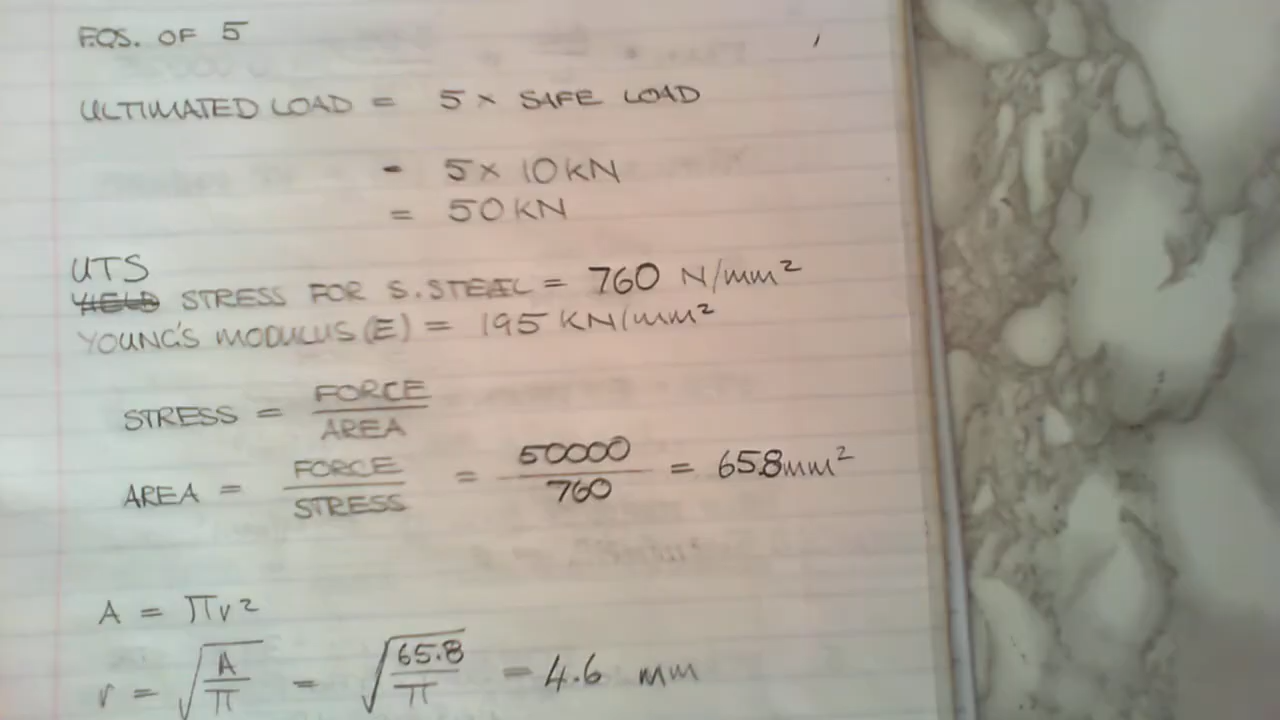 F.O.S. OF 5
ULTIMATED LOAD = 5 × SAFE LOAD
= 5 × 10 KN
= 50 KN
UTS
YIELD STRESS FOR S. STEEL = 760 N/mm²
YOUNG'S MODULUS (E) = 195 KN/mm²
STRESS = FORCE / AREA
AREA = FORCE / STRESS = 50000 / 760 = 65.8 mm²
A = πr²
r = √(A/π) = √(65.8/π) = 4.6 mm